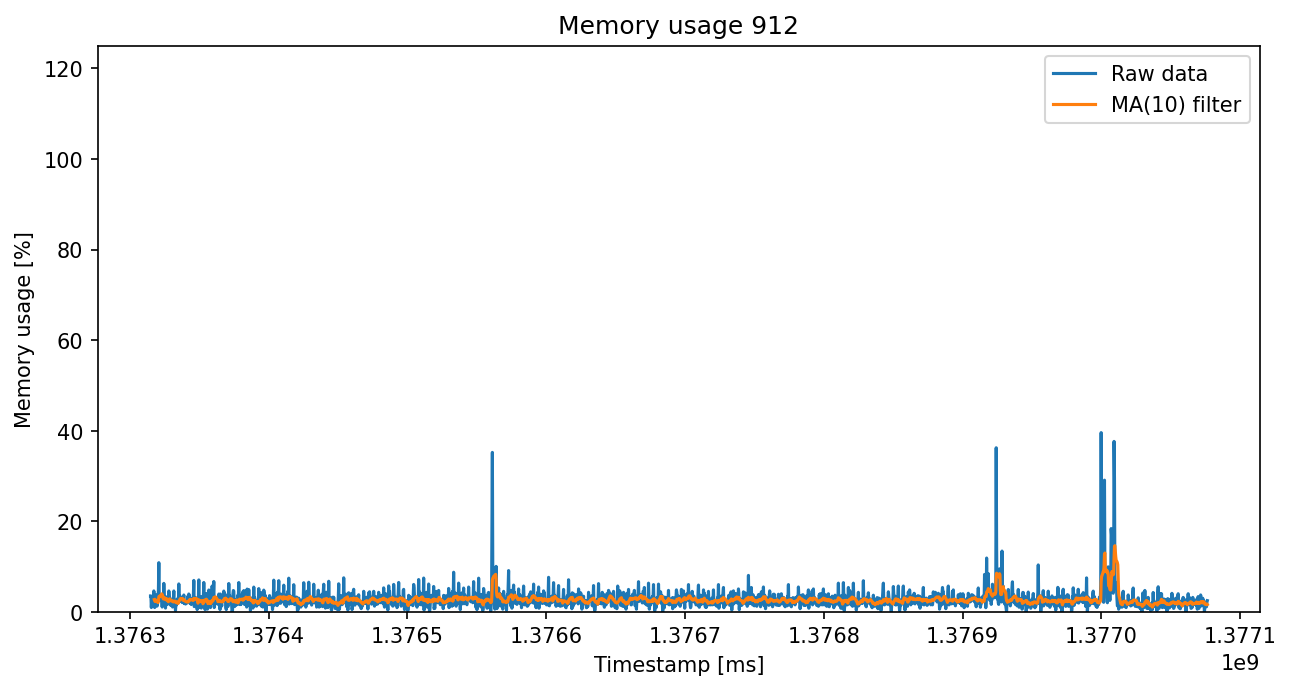 Memory usage 912
Raw data
MA(10) filter
Memory usage [%]
120
100
80
60
40
20
0
1.3763 1.3764 1.3765 1.3766 1.3767 1.3768 1.3769 1.3770 1.3771
1e9
Timestamp [ms]